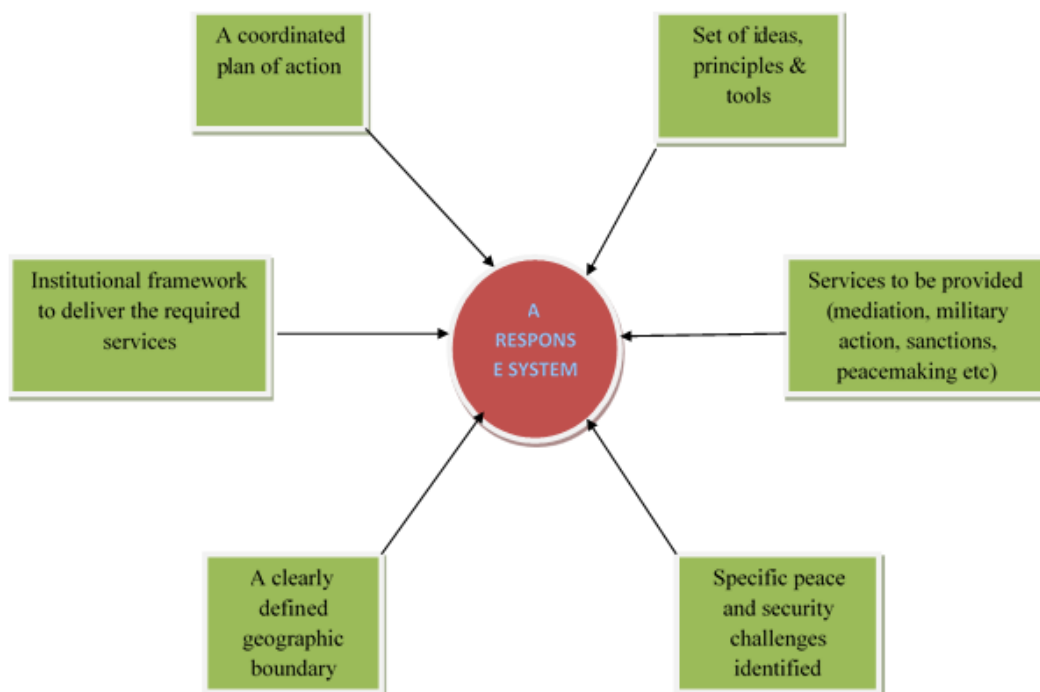 A coordinated
plan of action
Set of ideas,
principles &
tools
Institutional framework
to deliver the required
services
A
RESPONS
E SYSTEM
Services to be provided
(mediation, military
action, sanctions,
peacemaking etc)
A clearly
defined
geographic
boundary
Specific peace
and security
challenges
identified